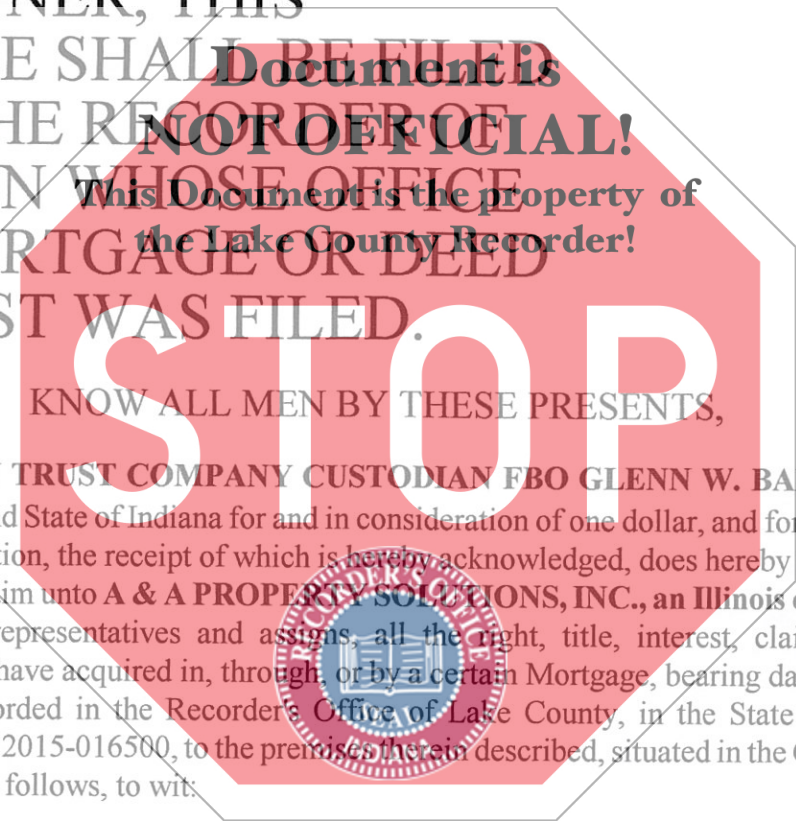 NER, THIS
E SHALL BE FILED
HE RECORDER OF
N WHOSE OFFICE
RTGAGE OR DEED
ST WAS FILED.
Document is
NOT OFFICIAL!
This Document is the property of
the Lake County Recorder!
STOP
KNOW ALL MEN BY THESE PRESENTS,
TRUST COMPANY CUSTODIAN FBO GLENN W. BA
d State of Indiana for and in consideration of one dollar, and for
tion, the receipt of which is hereby acknowledged, does hereby
im unto A & A PROPERTY SOLUTIONS, INC., an Illinois
representatives and assigns, all the right, title, interest, clai
have acquired in, through, or by a certain Mortgage, bearing da
orded in the Recorder's Office of Lake County, in the State
2015-016500, to the premises therein described, situated in the
follows, to wit:
RECORDER'S OFFICE